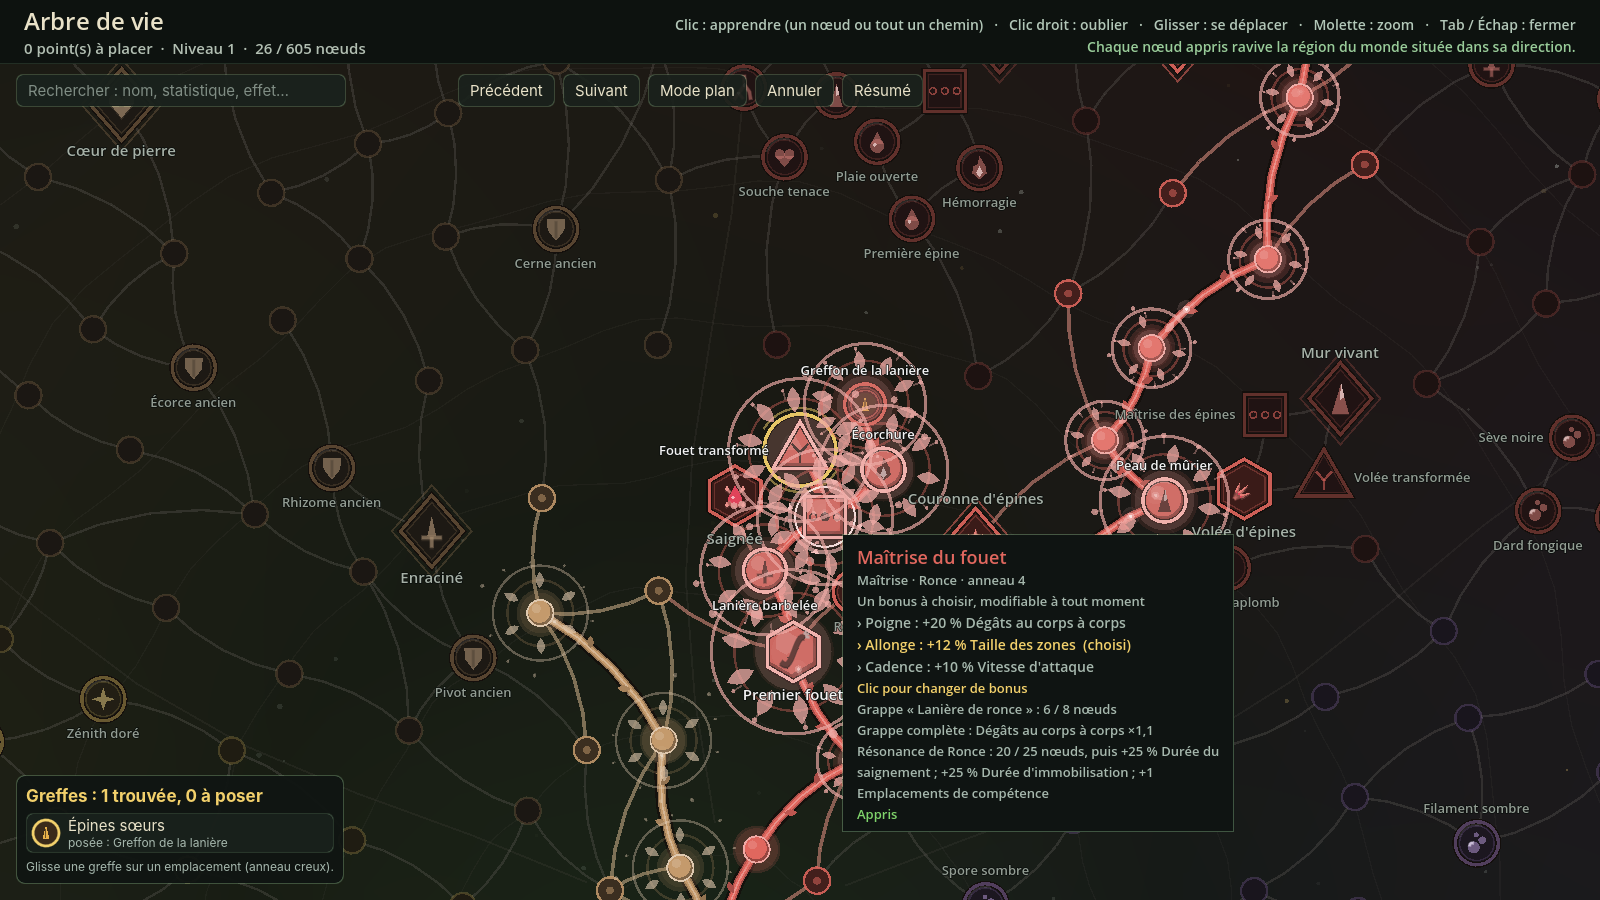 Arbre de vie
0 point(s) à placer · Niveau 1 · 26 / 605 nœuds
Clic : apprendre (un nœud ou tout un chemin) · Clic droit : oublier · Glisser : se déplacer · Molette : zoom · Tab / Échap : fermer
Chaque nœud appris ravive la région du monde située dans sa direction.
Rechercher : nom, statistique, effet...
Précédent
Suivant
Mode plan
Annuler
Résumé
Cœur de pierre
Souche tenace
Plaie ouverte
Hémorragie
Première épine
Cerne ancien
Écorce ancien
Mur vivant
Greffon de la lanière
Maîtrise des épines
Écorchure
Sève noire
Fouet transformé
Peau de mûrier
Volée transformée
Rhizome ancien
Couronne d'épines
Saignée
Volée d'épines
Dard fongique
Enraciné
Lanière barbelée
aplomb
Pivot ancien
Premier fouet
Zénith doré
Maîtrise du fouet
Maîtrise · Ronce · anneau 4
Un bonus à choisir, modifiable à tout moment
› Poigne : +20 % Dégâts au corps à corps
› Allonge : +12 % Taille des zones (choisi)
› Cadence : +10 % Vitesse d'attaque
Clic pour changer de bonus
Grappe « Lanière de ronce » : 6 / 8 nœuds
Grappe complète : Dégâts au corps à corps ×1,1
Résonance de Ronce : 20 / 25 nœuds, puis +25 % Durée du
saignement ; +25 % Durée d'immobilisation ; +1
Emplacements de compétence
Appris
Filament sombre
Spore sombre
Greffes : 1 trouvée, 0 à poser
Épines sœurs
posée : Greffon de la lanière
Glisse une greffe sur un emplacement (anneau creux).